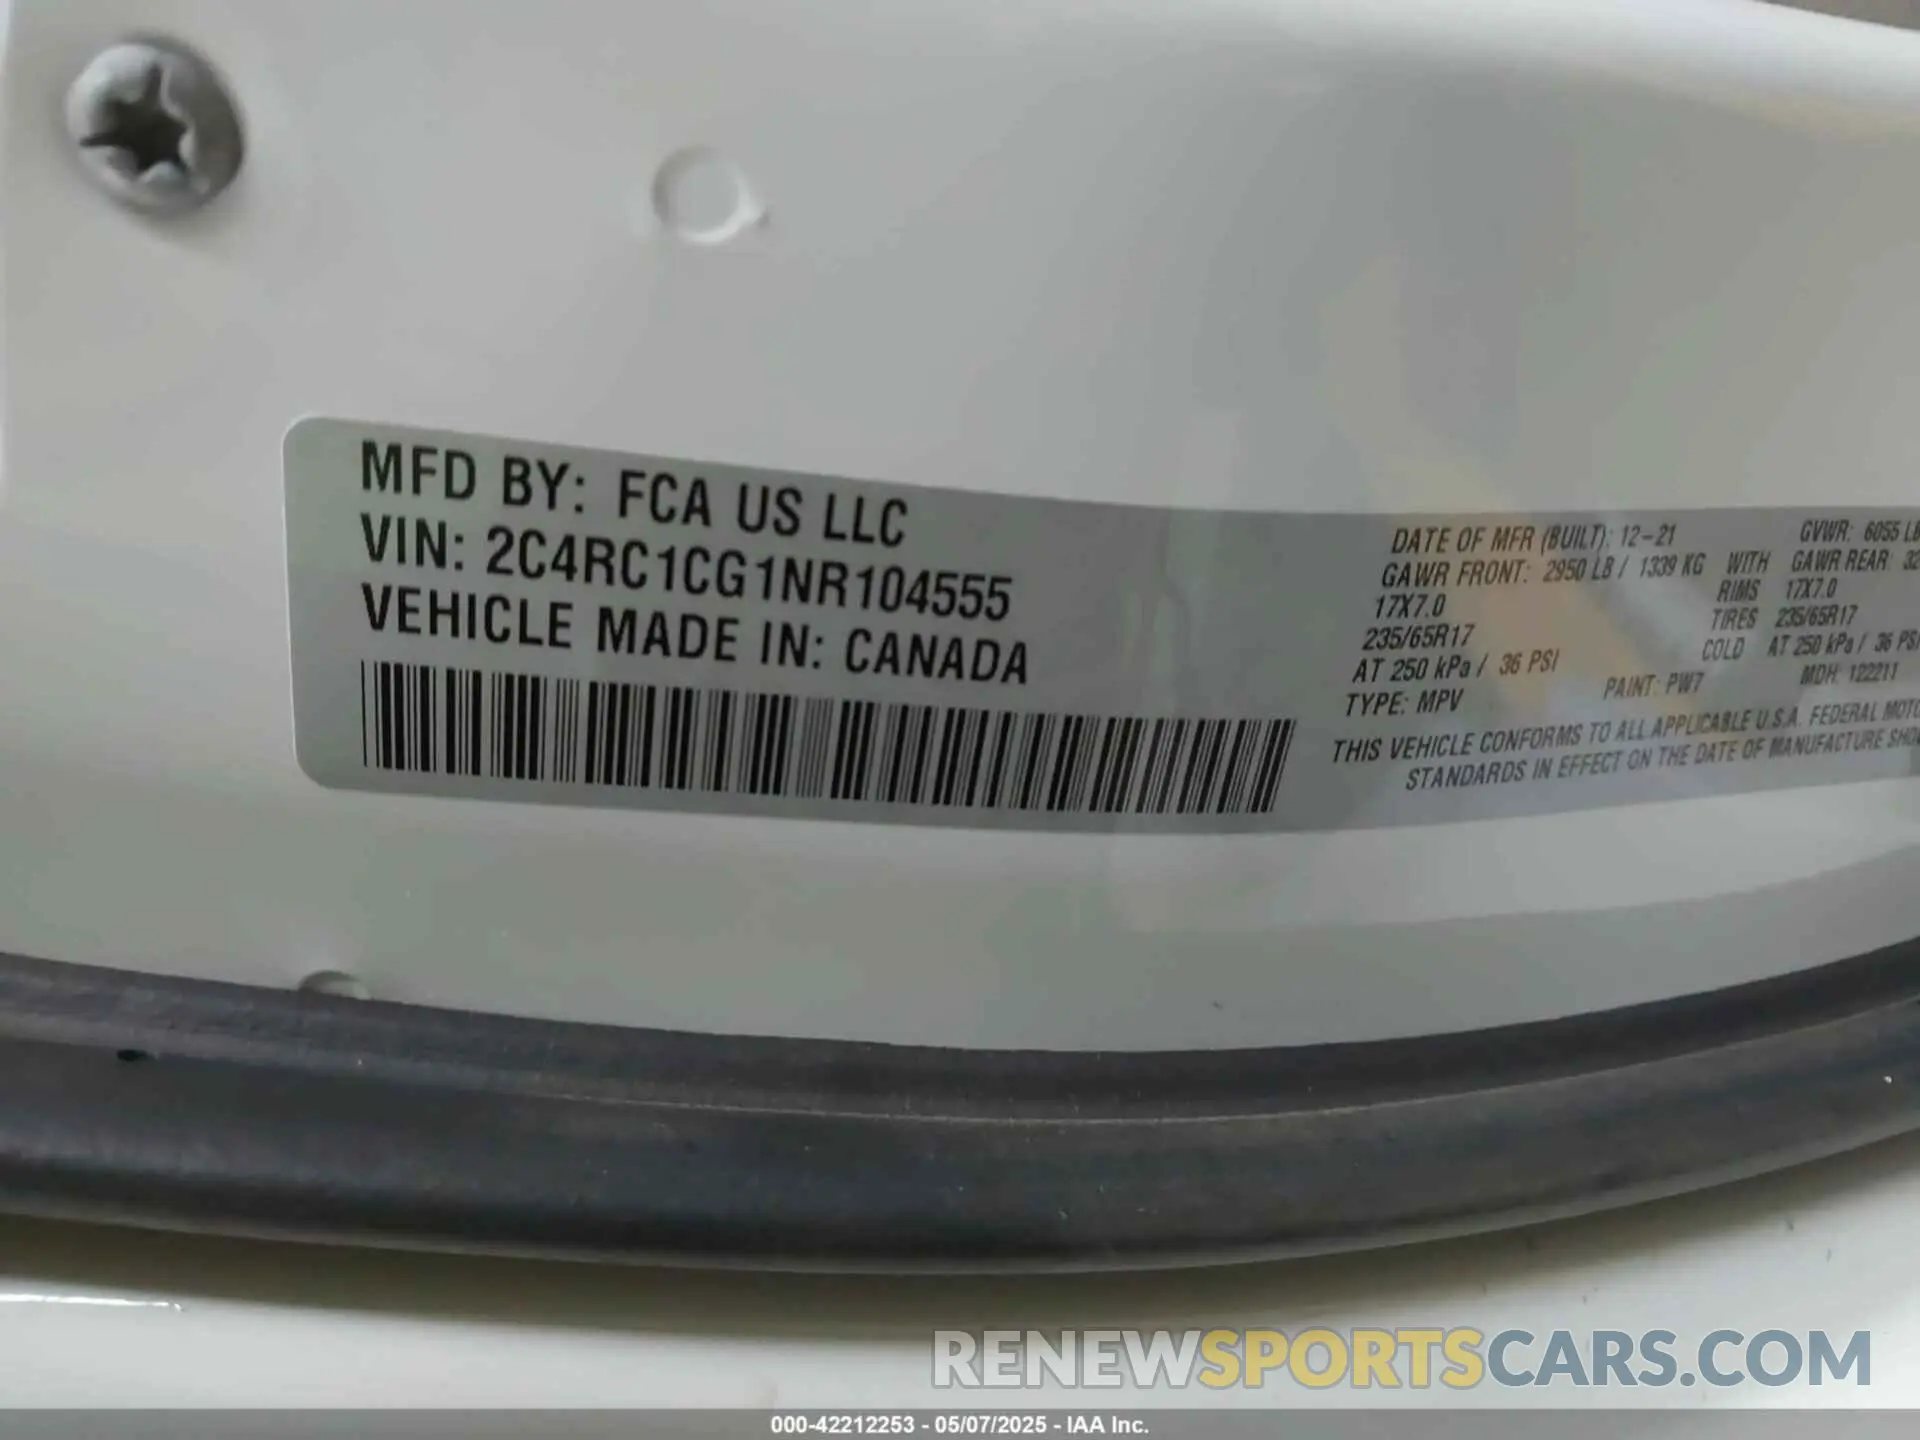 MFD BY: FCA US LLC
VIN: 2C4RC1CG1NR104555
VEHICLE MADE IN: CANADA
DATE OF MFR (BUILT): 12-21 GVWR: 6055 LB
GAWR FRONT: 2950 LB / 1339 KG WITH GAWR REAR: 32
17X7.0 RIMS 17X7.0
235/65R17 TIRES 235/65R17
AT 250 kPa / 36 PSI COLD AT 250 kPa / 36 PSI
TYPE: MPV PAINT: PW7 MDH: 122211
THIS VEHICLE CONFORMS TO ALL APPLICABLE U.S.A. FEDERAL MOTO
STANDARDS IN EFFECT ON THE DATE OF MANUFACTURE SHO
RENEWSPORTSCARS.COM
000-42212253 - 05/07/2025 - IAA Inc.